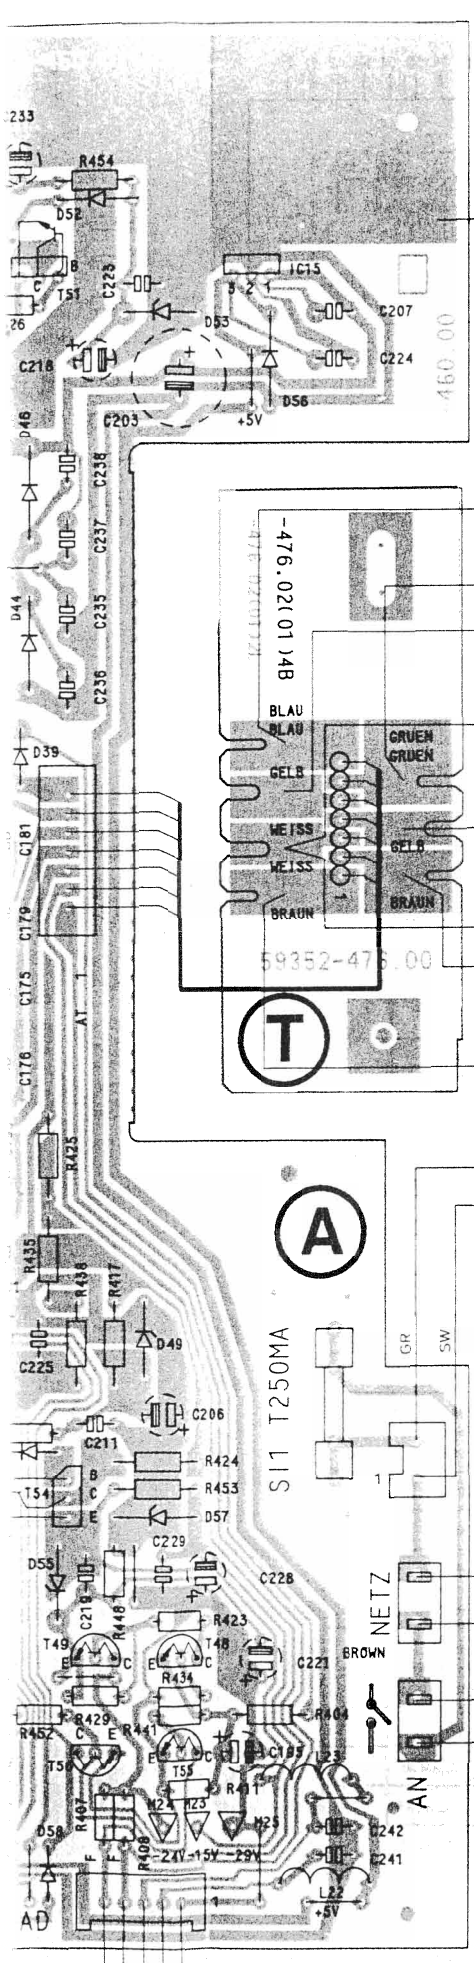 233
R454
D52
C
B
T51
C223
IC15
3 2 1
26
D53
C207
C218
C224
C203
+5V
D56
460.00
D46
C238
C237
D44
C235
C236
-476.02(01)4B
BLAU
BLAU
GRUEN
GRUEN
GELB
WEISS
GELB
WEISS
BRAUN
BRAUN
1
59352-476.00
D39
C181
C179
C175
AT
1
C176
T
R425
A
R435
R438
R417
C225
D49
SI1 T250MA
GR
SW
C206
C211
R424
B
T54
C
R453
E
D57
1
D55
C229
C219
R448
C228
NETZ
R423
T49
T48
C221
BROWN
E
C
E
C
R434
R452
R429
R441
R404
C
E
T50
E
C
T55
C195
L23
R411
AN
R407
M24
M23
M25
R408
D58
-24V
-15V
-29V
C242
C241
F
F
L22
+5V
1
AD